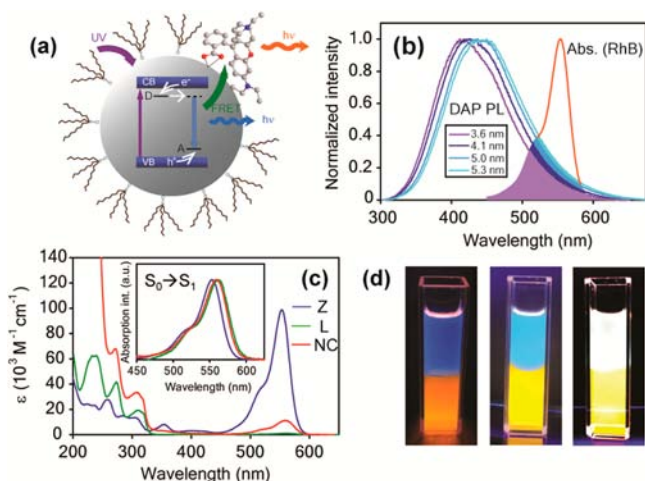 (a)
UV
hν
CB
e⁻
D
FRET
hν
A
VB
h⁺
(b)
Abs. (RhB)
DAP PL
3.6 nm
4.1 nm
5.0 nm
5.3 nm
Normalized intensity
1.0
0.8
0.6
0.4
0.2
0.0
300 400 500 600
Wavelength (nm)
(c)
S₀→S₁
Z
L
NC
ε (10³ M⁻¹ cm⁻¹)
140
120
100
80
60
40
20
0
200 300 400 500 600
Wavelength (nm)
Absorption int. (a.u.)
450 500 550 600
Wavelength (nm)
(d)